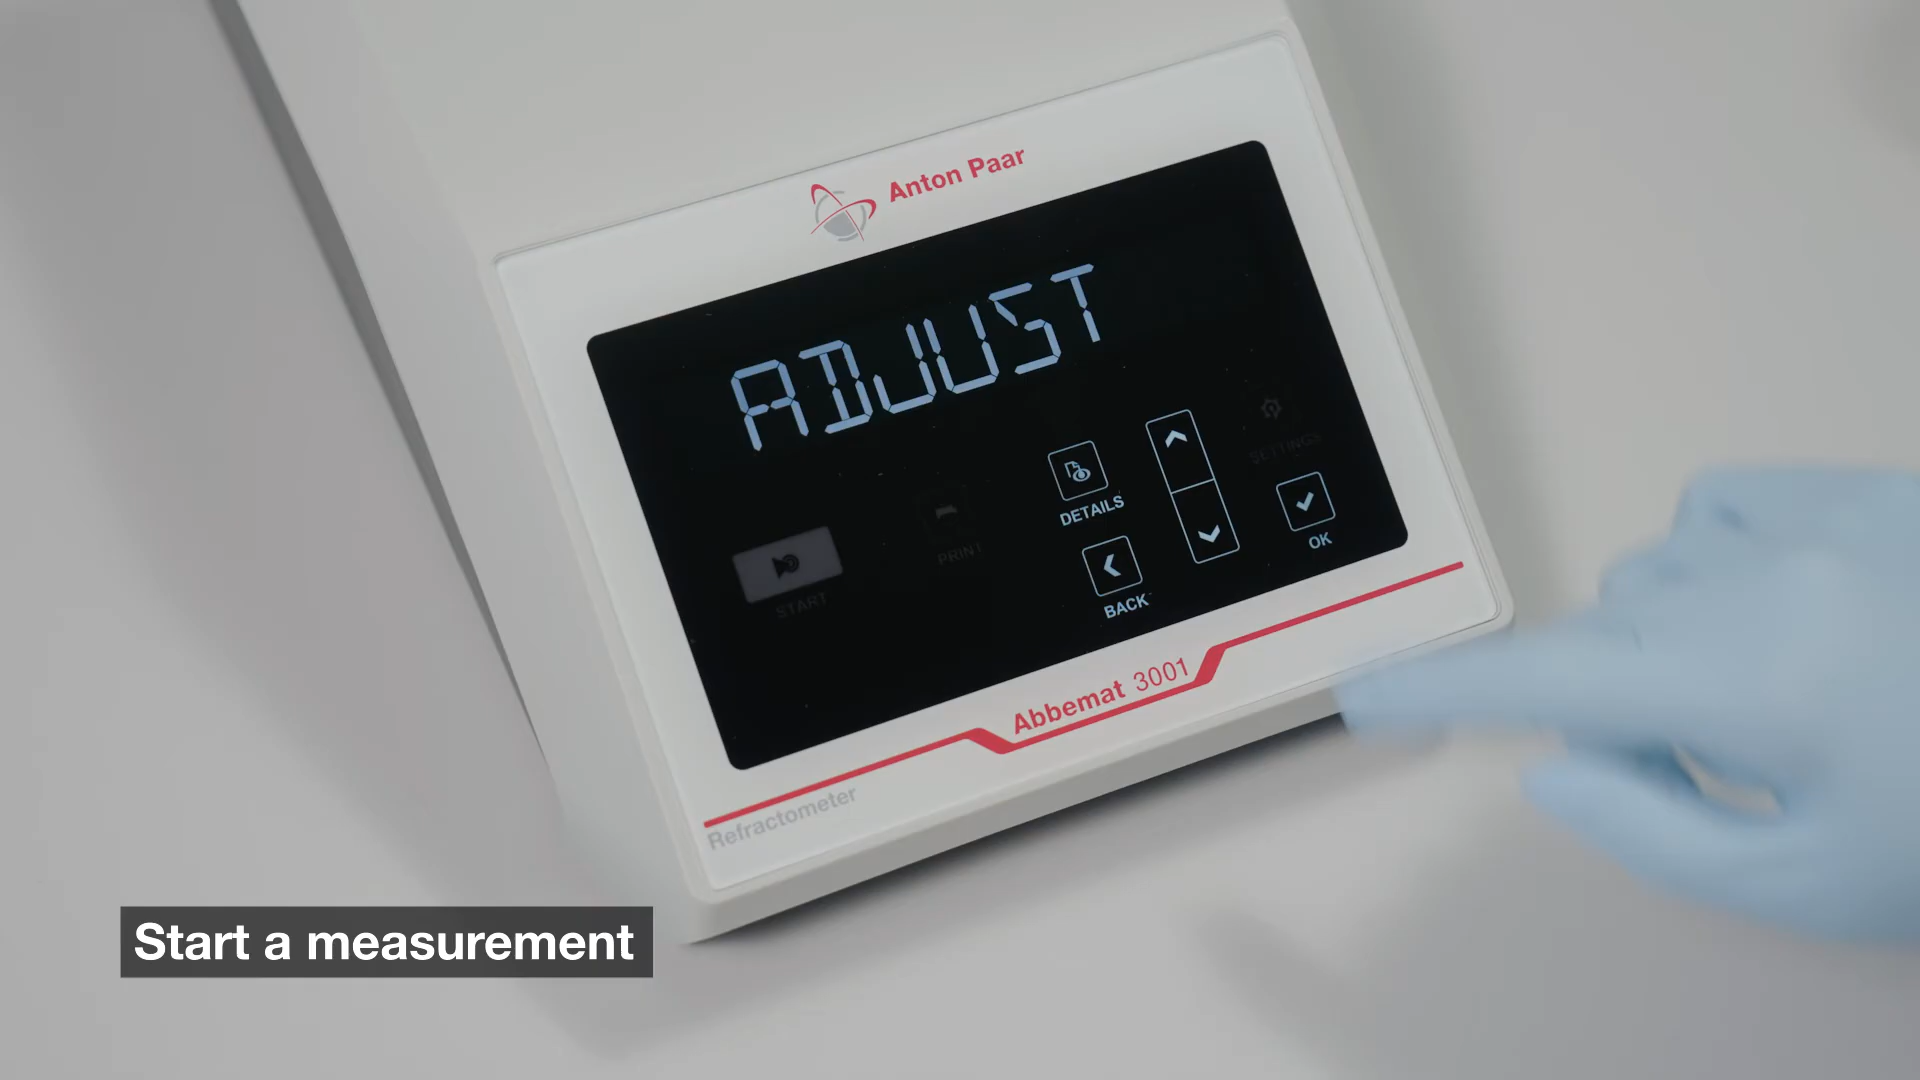 Anton Paar
ADJUST
SETTINGS
DETAILS
OK
PRINT
START
BACK
Abbemat 3001
Refractometer
Start a measurement